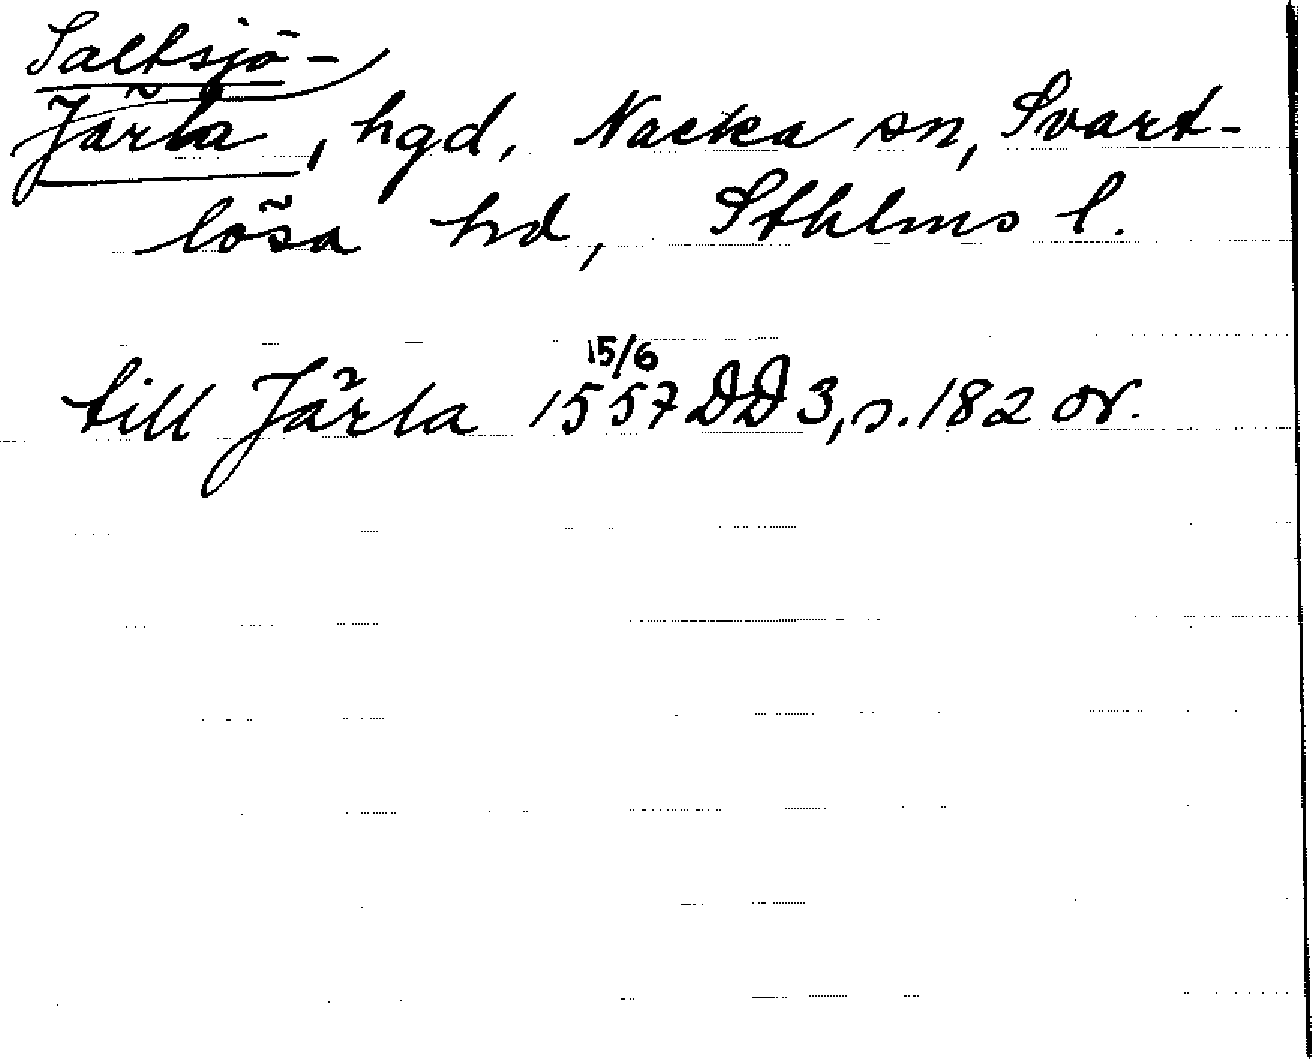 Saltsjö-
Järla, hgd, Nacka sn, Svart-
lösa hd, Sthlms l.
15/6
till Järla 1557 DD 3, s. 182 or.